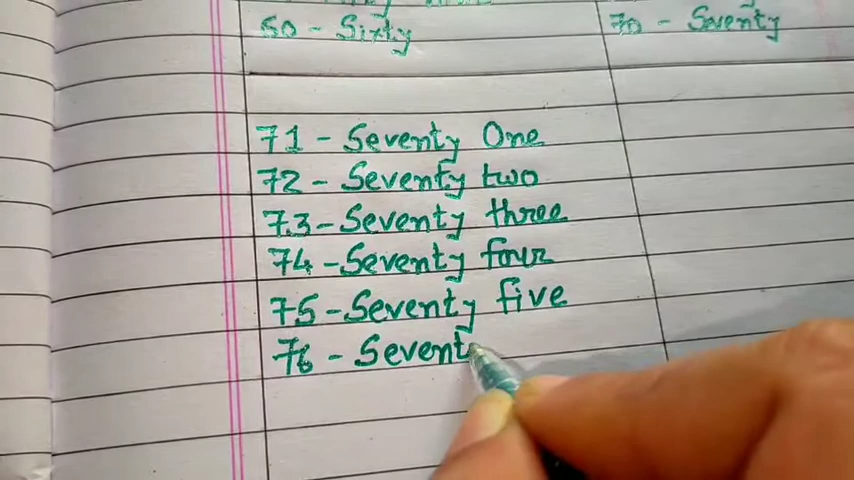 60 - Sixty
70 - Seventy
71 - Seventy One
72 - Seventy two
73 - Seventy three
74 - Seventy four
75 - Seventy five
76 - Sevent